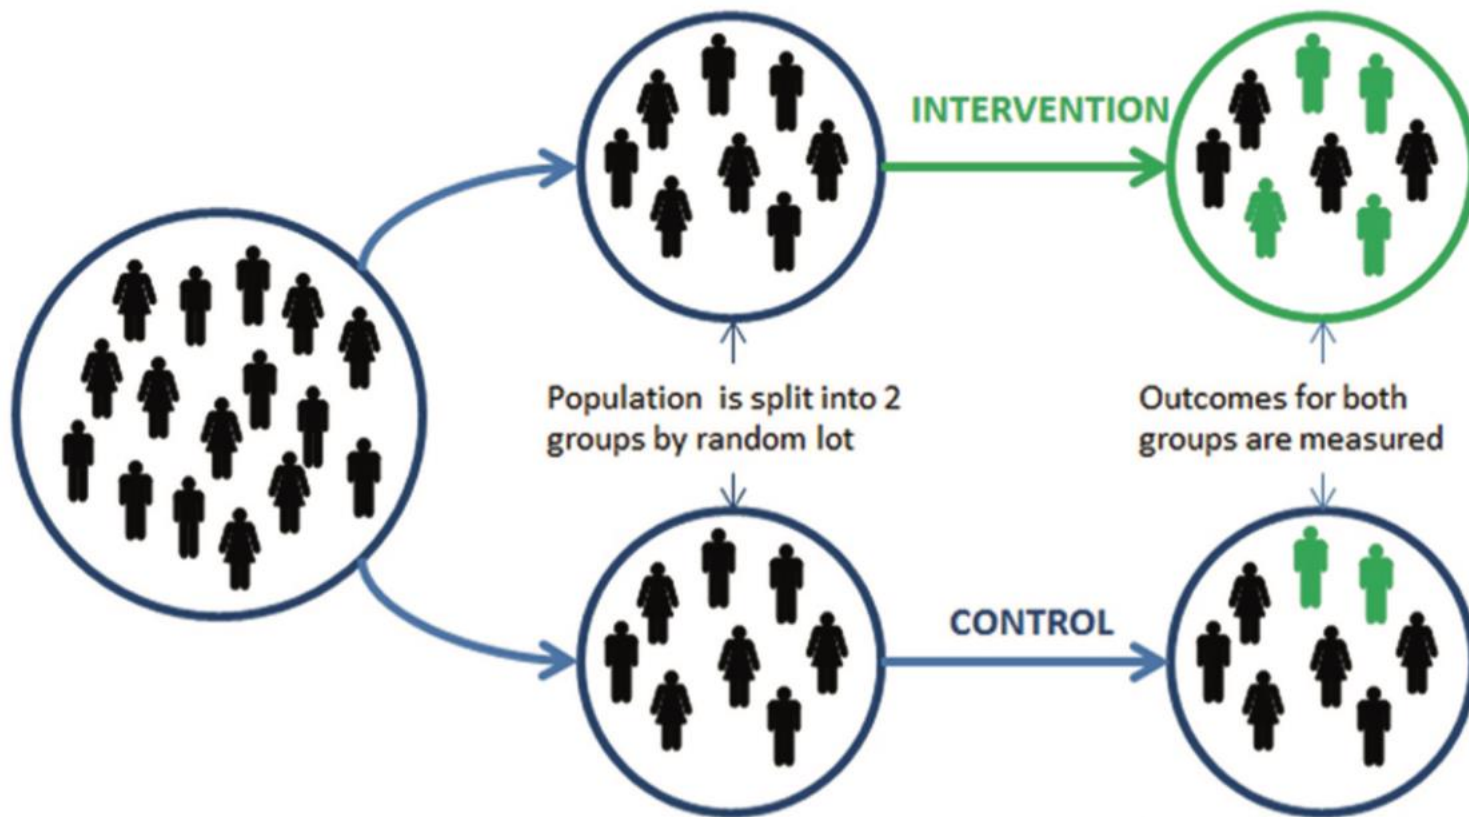 INTERVENTION
Population is split into 2
groups by random lot
Outcomes for both
groups are measured
CONTROL